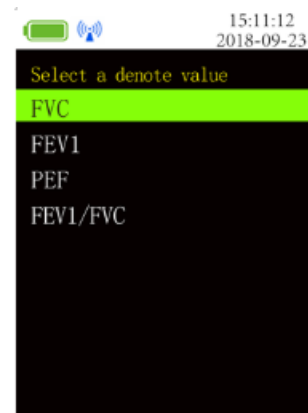 15:11:12
2018-09-23
Select a denote value
FVC
FEV1
PEF
FEV1/FVC